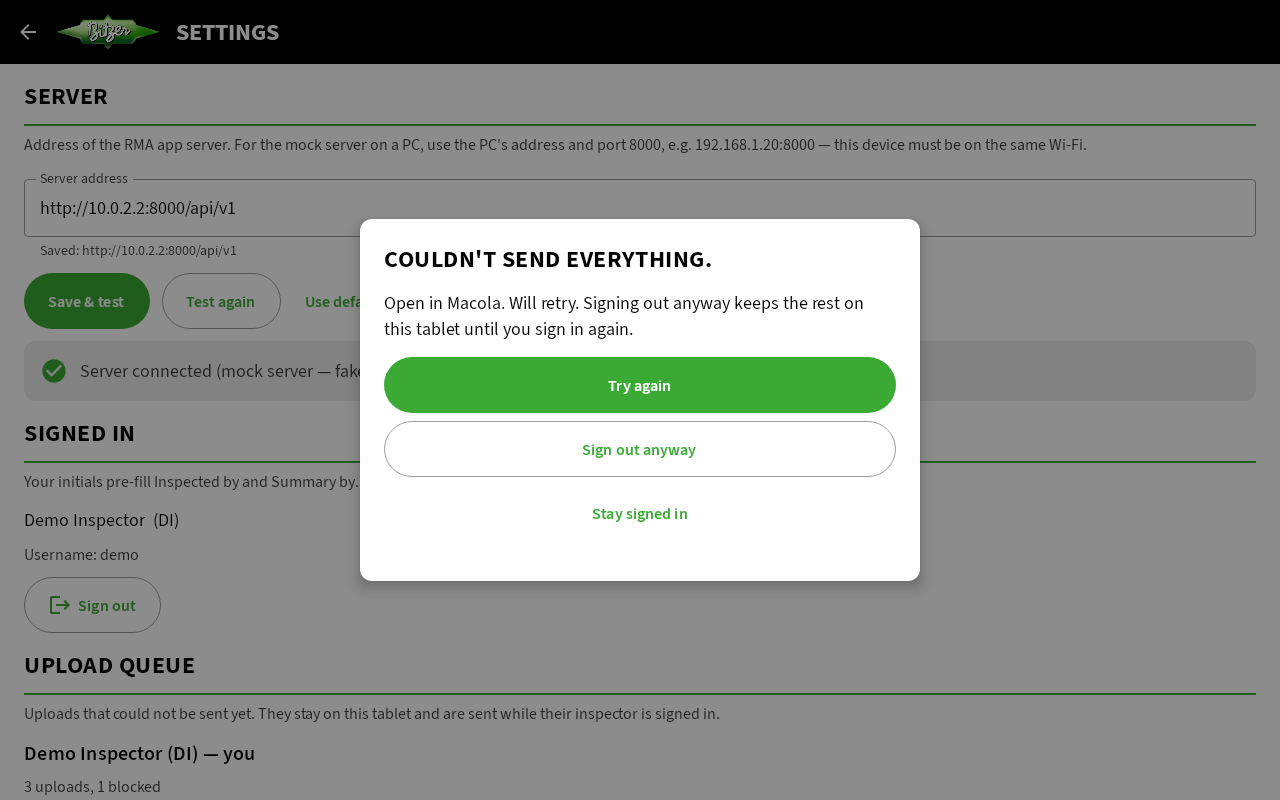 Bitzer
SETTINGS
SERVER
Address of the RMA app server. For the mock server on a PC, use the PC's address and port 8000, e.g. 192.168.1.20:8000 — this device must be on the same Wi-Fi.
Server address
http://10.0.2.2:8000/api/v1
Saved: http://10.0.2.2:8000/api/v1
Save & test
Test again
Use defa
Server connected (mock server — fake
SIGNED IN
Your initials pre-fill Inspected by and Summary by.
Demo Inspector (DI)
Username: demo
Sign out
UPLOAD QUEUE
Uploads that could not be sent yet. They stay on this tablet and are sent while their inspector is signed in.
Demo Inspector (DI) — you
3 uploads, 1 blocked
COULDN'T SEND EVERYTHING.
Open in Macola. Will retry. Signing out anyway keeps the rest on
this tablet until you sign in again.
Try again
Sign out anyway
Stay signed in